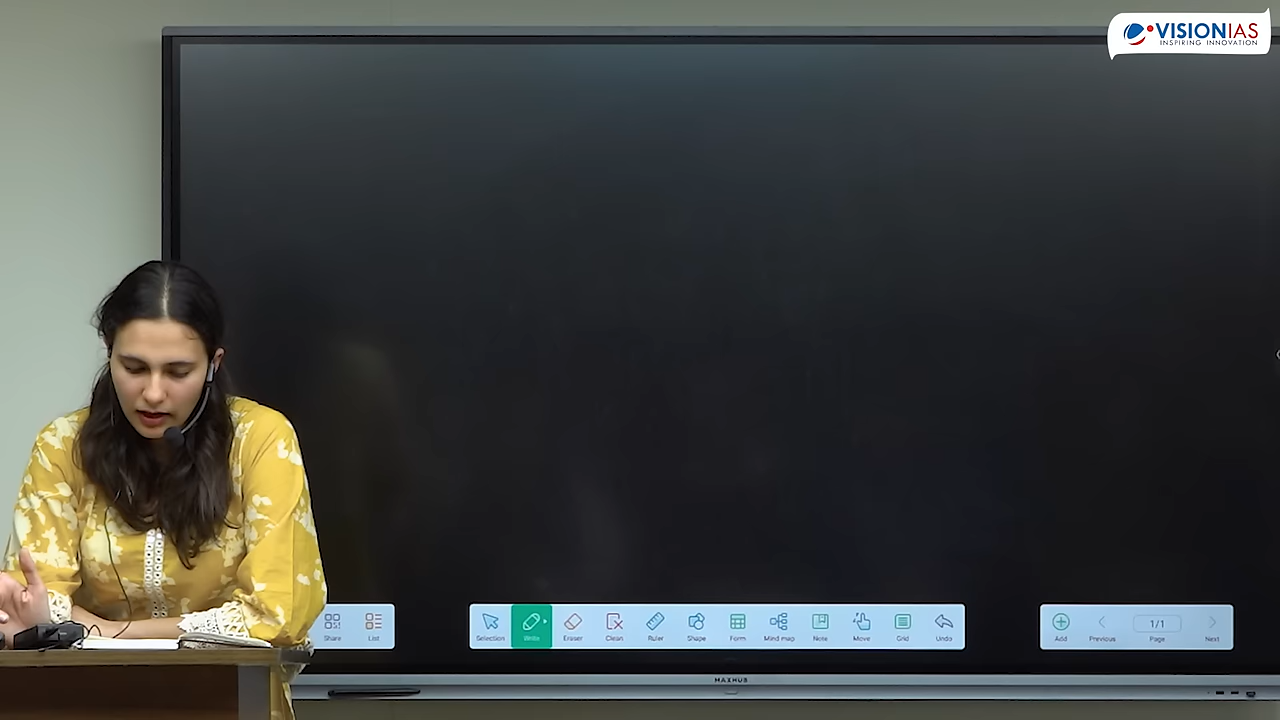 VISIONIAS
INSPIRING INNOVATION
Share
List
Selection
Write
Eraser
Clean
Ruler
Shape
Form
Mind map
Note
Move
Grid
Undo
Add
Previous
1/1
Page
Next
MAXHUB